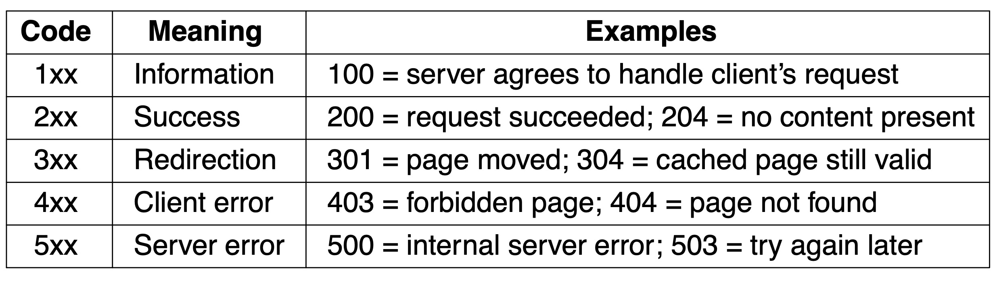 Code Meaning Examples
1xx Information 100 = server agrees to handle client’s request
2xx Success 200 = request succeeded; 204 = no content present
3xx Redirection 301 = page moved; 304 = cached page still valid
4xx Client error 403 = forbidden page; 404 = page not found
5xx Server error 500 = internal server error; 503 = try again later